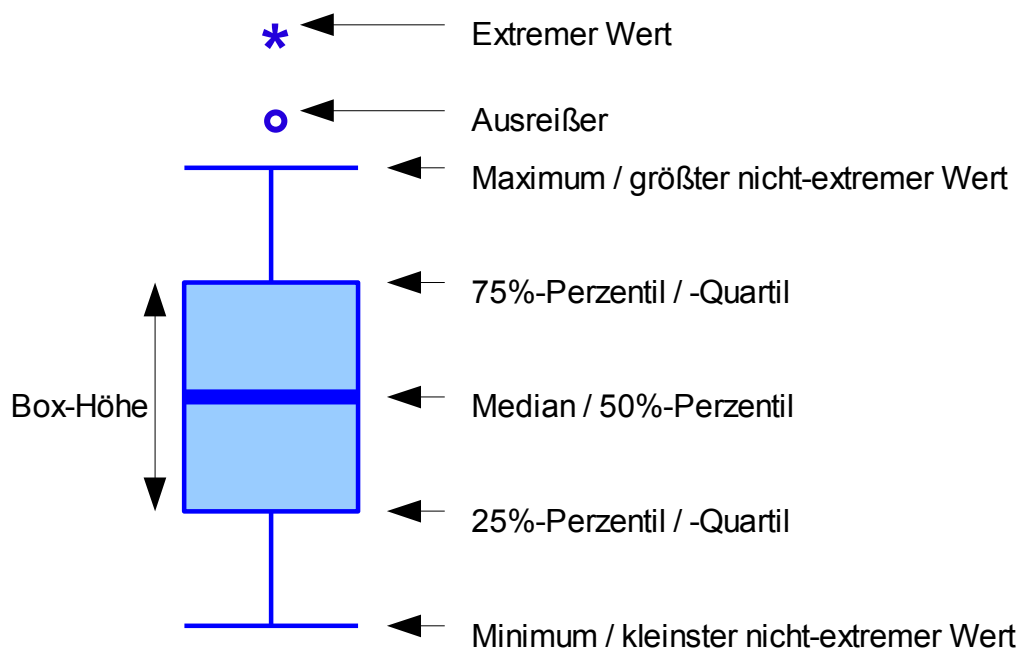 Extremer Wert
Ausreißer
Maximum / größter nicht-extremer Wert
75%-Perzentil / -Quartil
Box-Höhe
Median / 50%-Perzentil
25%-Perzentil / -Quartil
Minimum / kleinster nicht-extremer Wert